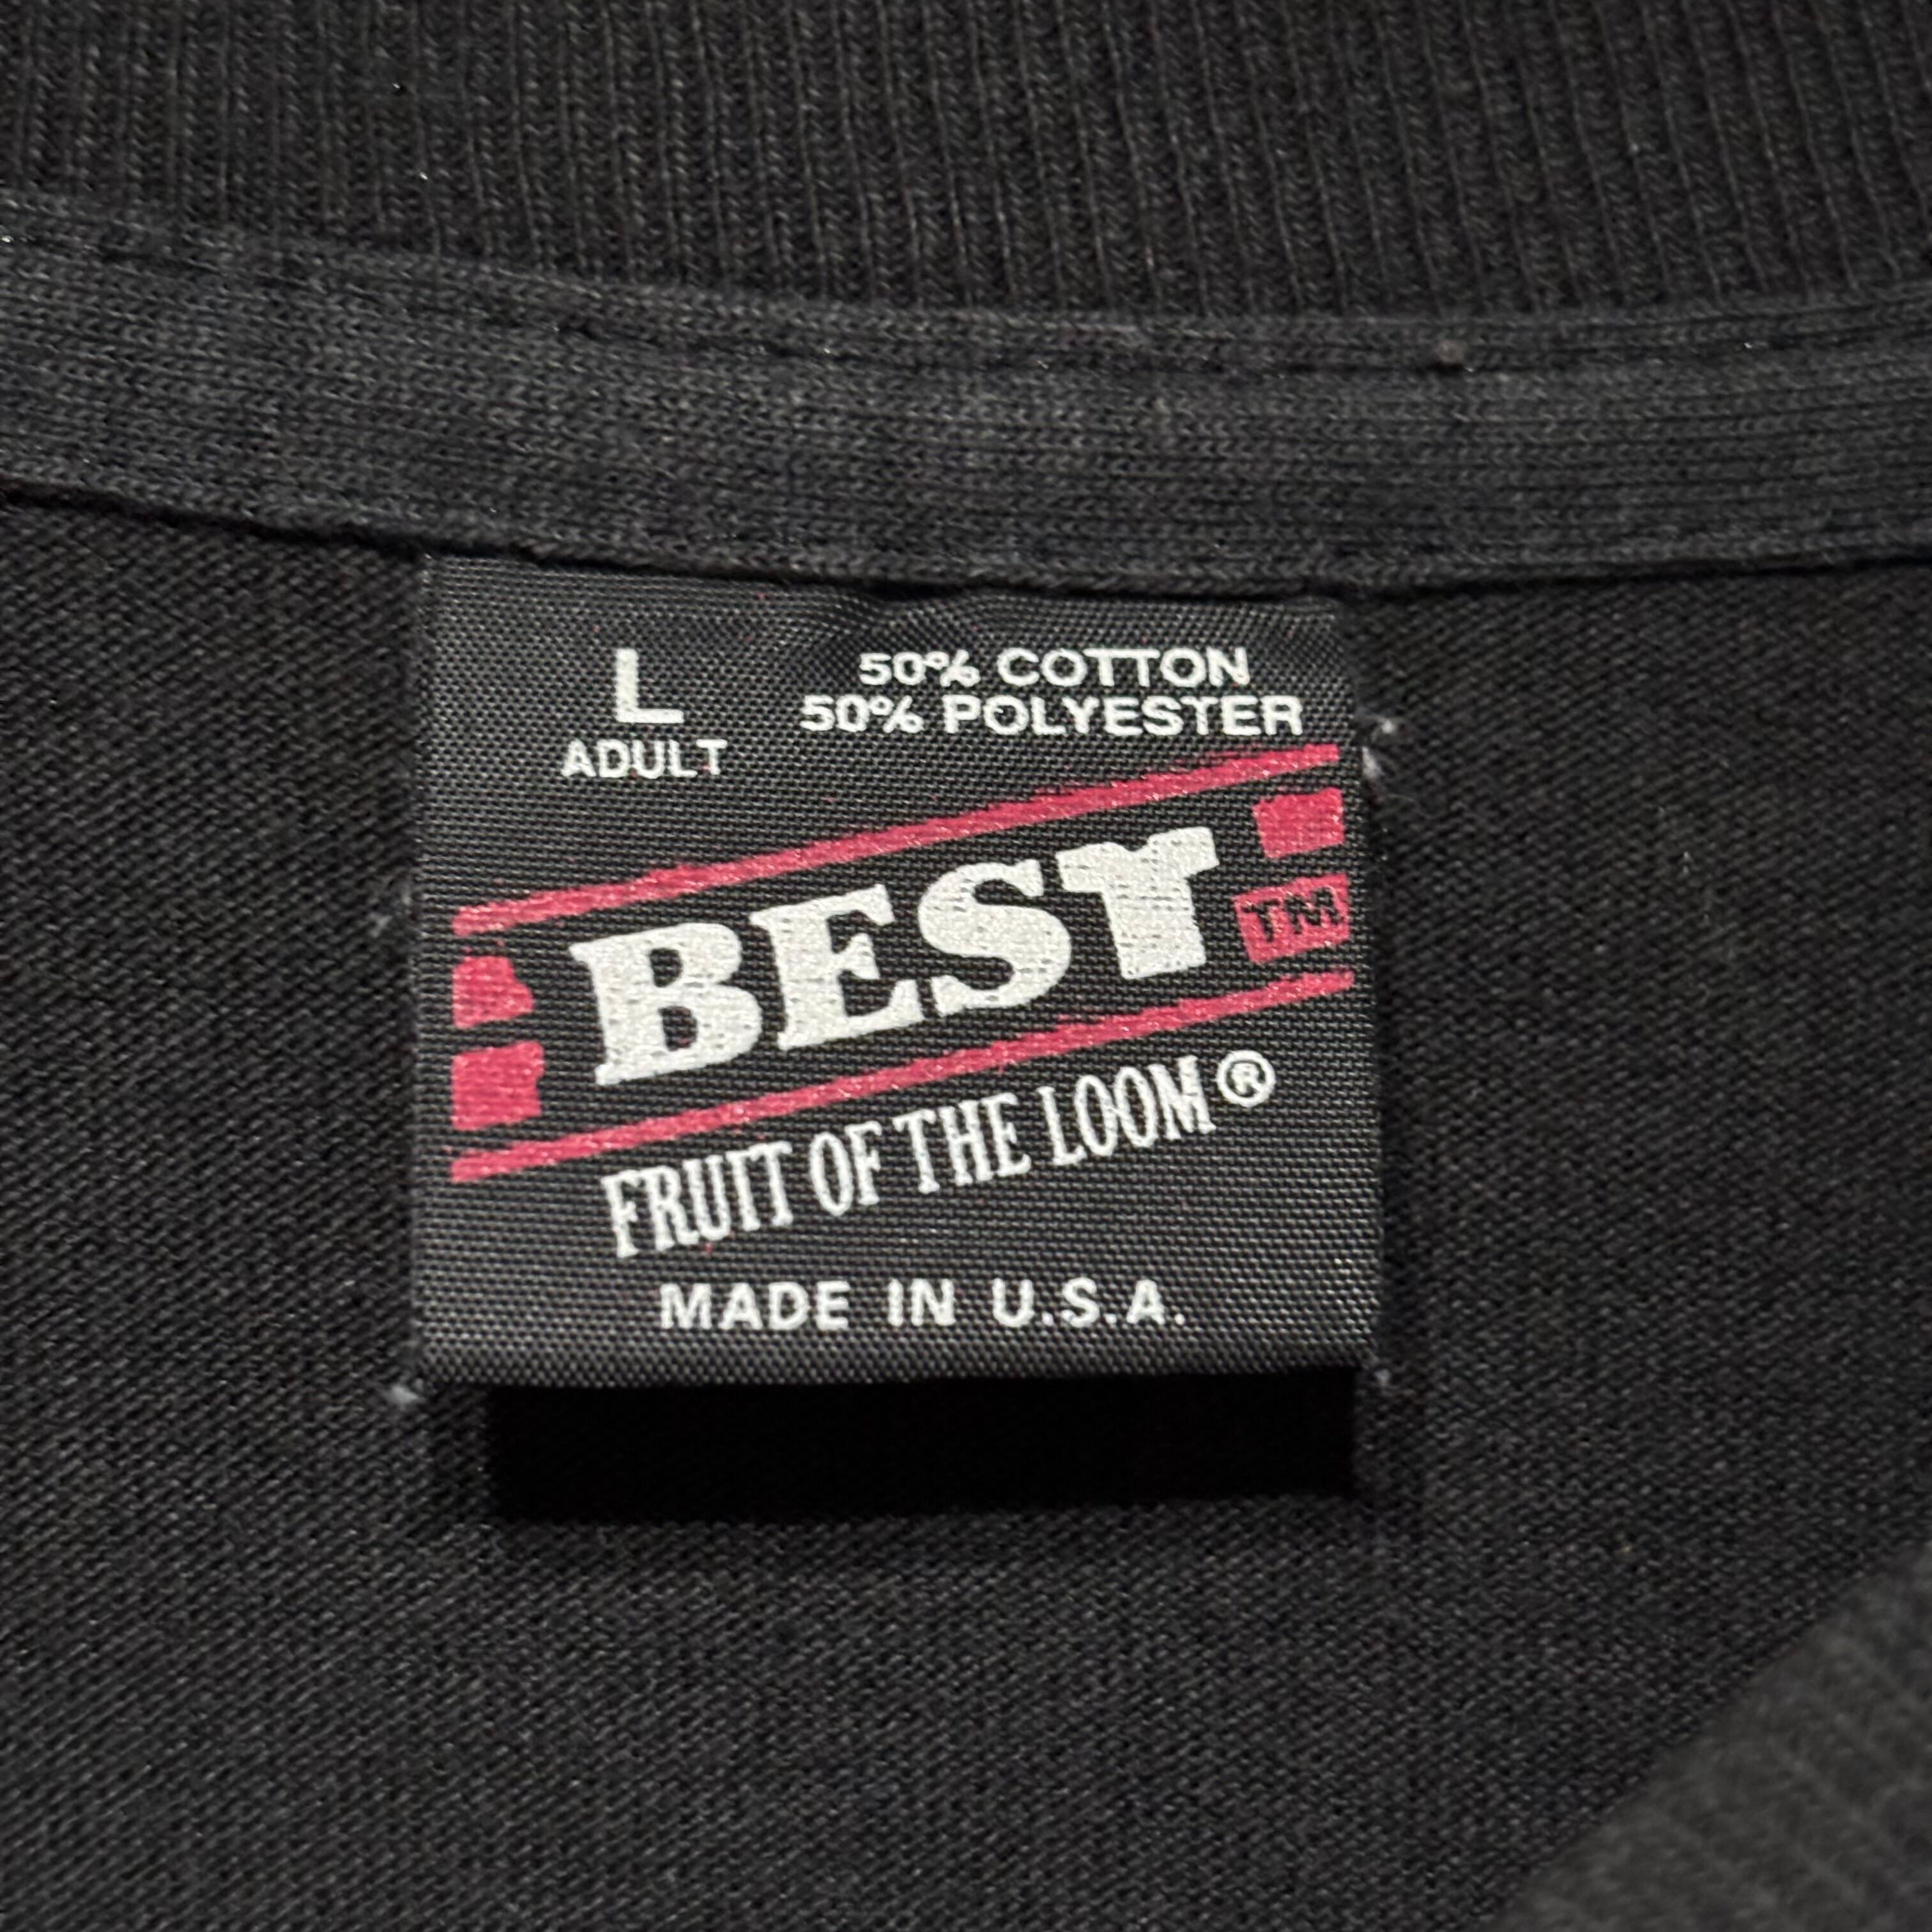 L
ADULT
50% COTTON
50% POLYESTER
BEST
TM
FRUIT OF THE LOOM®
MADE IN U.S.A.